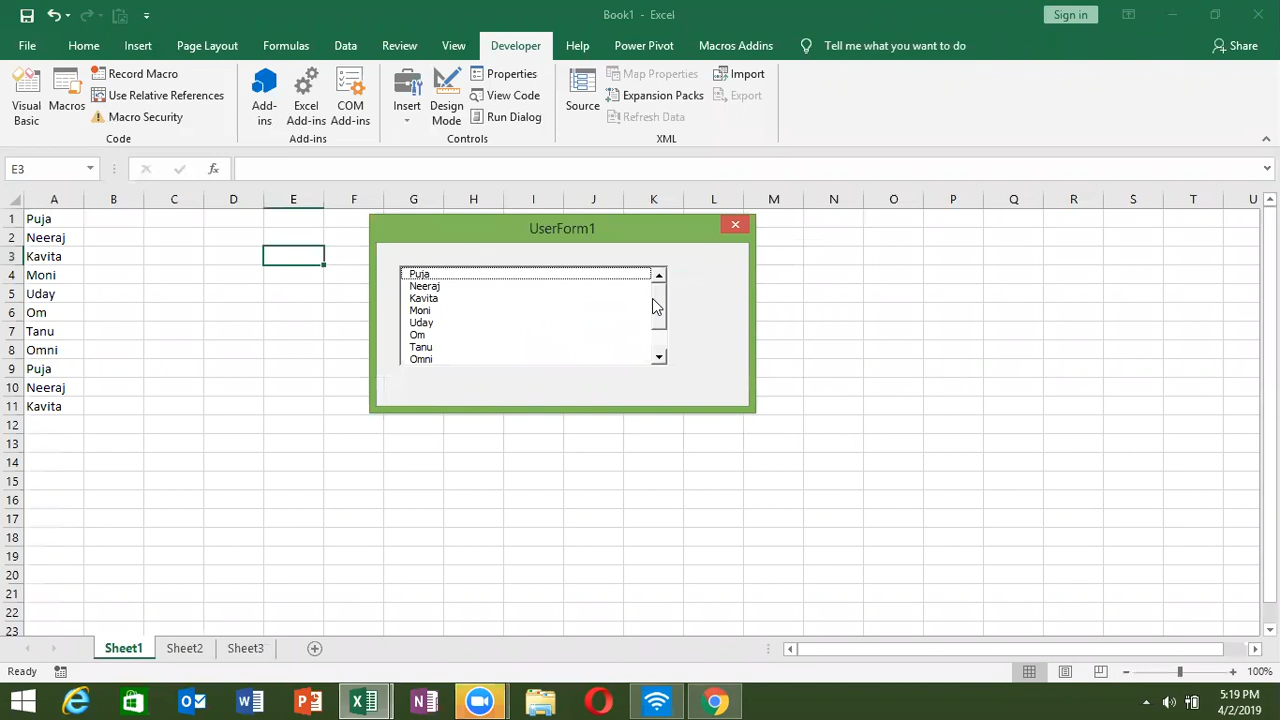 Book1 - Excel
Sign in
File Home Insert Page Layout Formulas Data Review View Developer Help Power Pivot Macros Addins Tell me what you want to do Share
Visual Basic
Macros
Record Macro
Use Relative References
Macro Security
Code
Add-ins
Excel Add-ins
COM Add-ins
Add-ins
Insert
Design Mode
Properties
View Code
Run Dialog
Controls
Source
Map Properties
Expansion Packs
Refresh Data
Import
Export
XML
E3
fx
A B C D E F G H I J K L M N O P Q R S T U
1 Puja
2 Neeraj
3 Kavita
4 Moni
5 Uday
6 Om
7 Tanu
8 Omni
9 Puja
10 Neeraj
11 Kavita
12
13
14
15
16
17
18
19
20
21
22
23
UserForm1
Puja
Neeraj
Kavita
Moni
Uday
Om
Tanu
Omni
Sheet1 Sheet2 Sheet3
Ready
100%
5:19 PM
4/2/2019